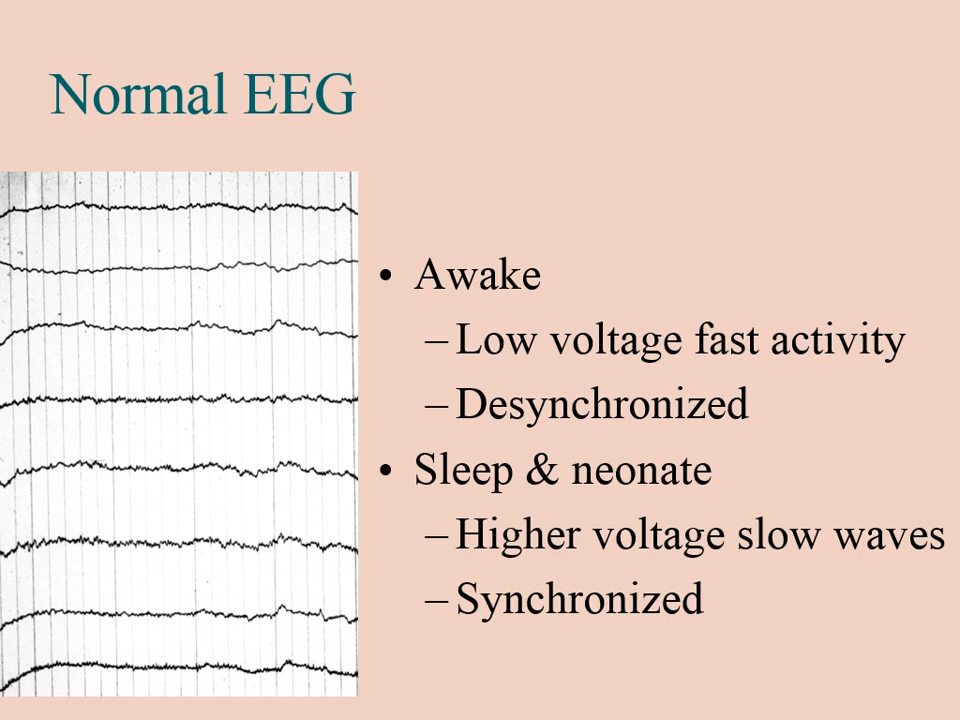 Normal EEG
• Awake
– Low voltage fast activity
– Desynchronized
• Sleep & neonate
– Higher voltage slow waves
– Synchronized